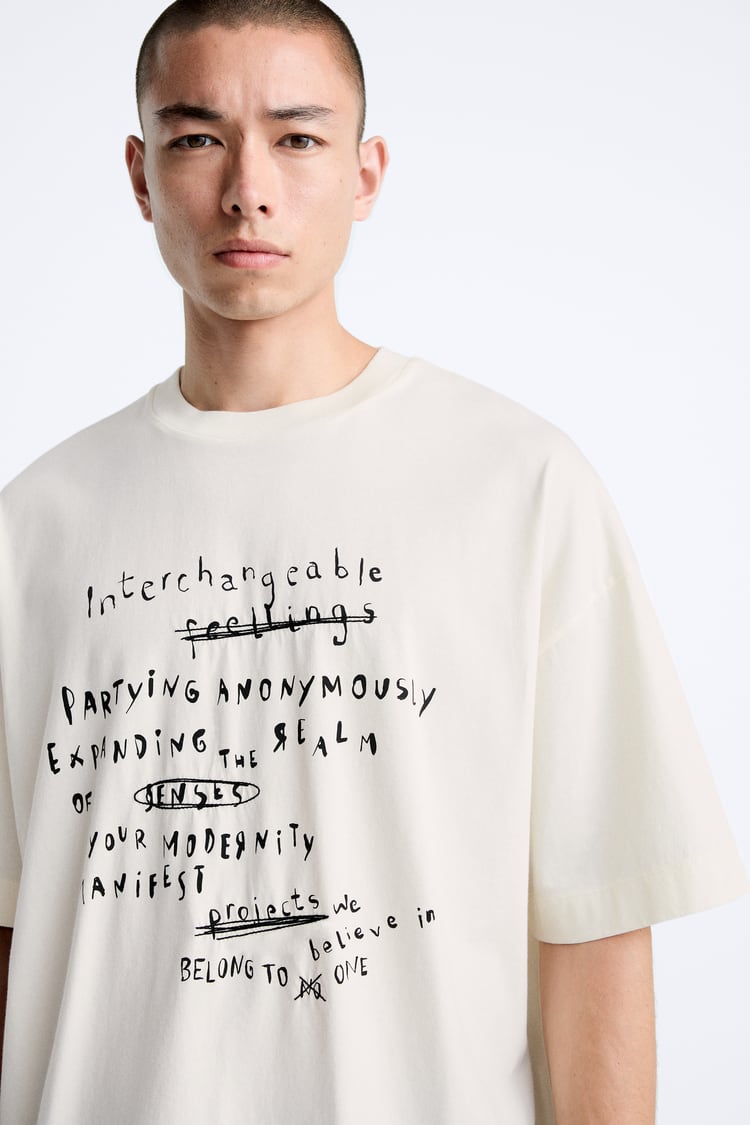 Interchangeable
feellings
PARTYiNG ANONYMOUSLY
EXPANDiNG THE REALM
OF SENSES
YOUR MODERNiTY
MANiFEST
projects we
believe in
BELONG TO NO ONE